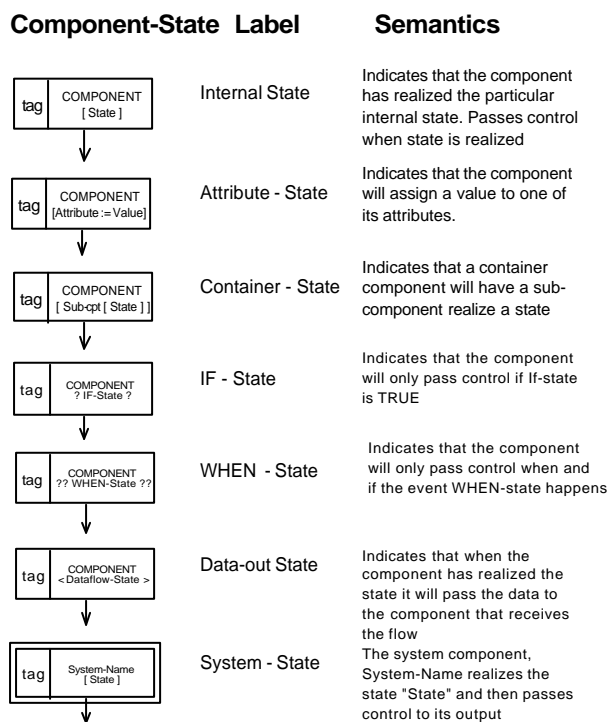 Component-State Label Semantics
tag
COMPONENT
[ State ]
Internal State
Indicates that the component
has realized the particular
internal state. Passes control
when state is realized
tag
COMPONENT
[Attribute := Value]
Attribute - State
Indicates that the component
will assign a value to one of
its attributes.
tag
COMPONENT
[ Sub-cpt [ State ] ]
Container - State
Indicates that a container
component will have a sub-
component realize a state
tag
COMPONENT
? IF-State ?
IF - State
Indicates that the component
will only pass control if If-state
is TRUE
tag
COMPONENT
?? WHEN-State ??
WHEN - State
Indicates that the component
will only pass control when and
if the event WHEN-state happens
tag
COMPONENT
< Dataflow-State >
Data-out State
Indicates that when the
component has realized the
state it will pass the data to
the component that receives
the flow
tag
System-Name
[ State ]
System - State
The system component,
System-Name realizes the
state "State" and then passes
control to its output